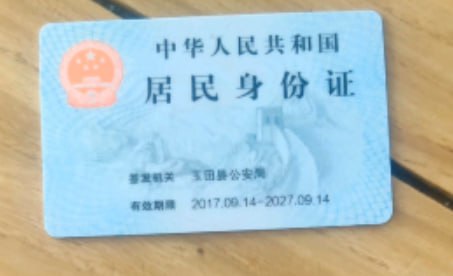 中华人民共和国
居民身份证
签发机关 玉田县公安局
有效期限 2017.09.14-2027.09.14